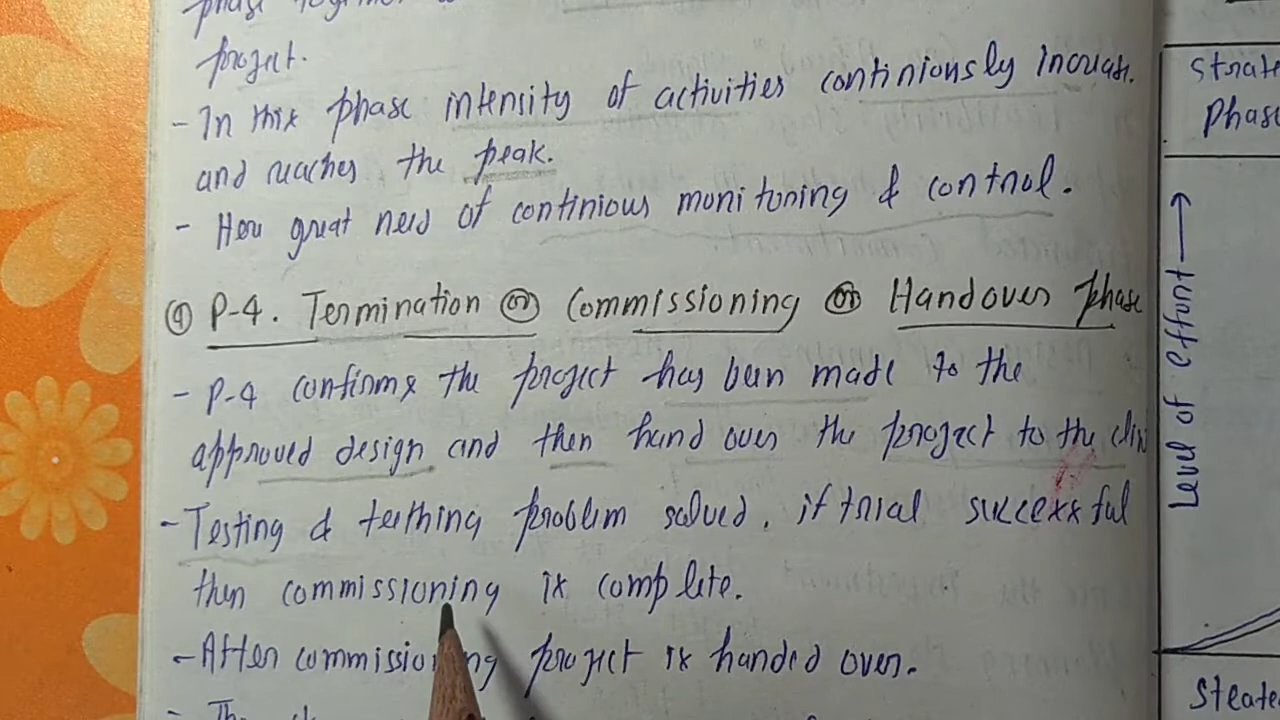 phase together
project.
- In this phase intensity of activities continiously increase.
and reaches the peak.
- Here great need of continious monitoring & control.
④ P-4. Termination or Commissioning or Handover phase
- P-4 confirms the project has been made to the
approved design and then hand over the project to the
- Testing & teething problem solved, if trial successful
then commissioning is complete.
- After commissioning project is handed over.
Phase
Level of effort →